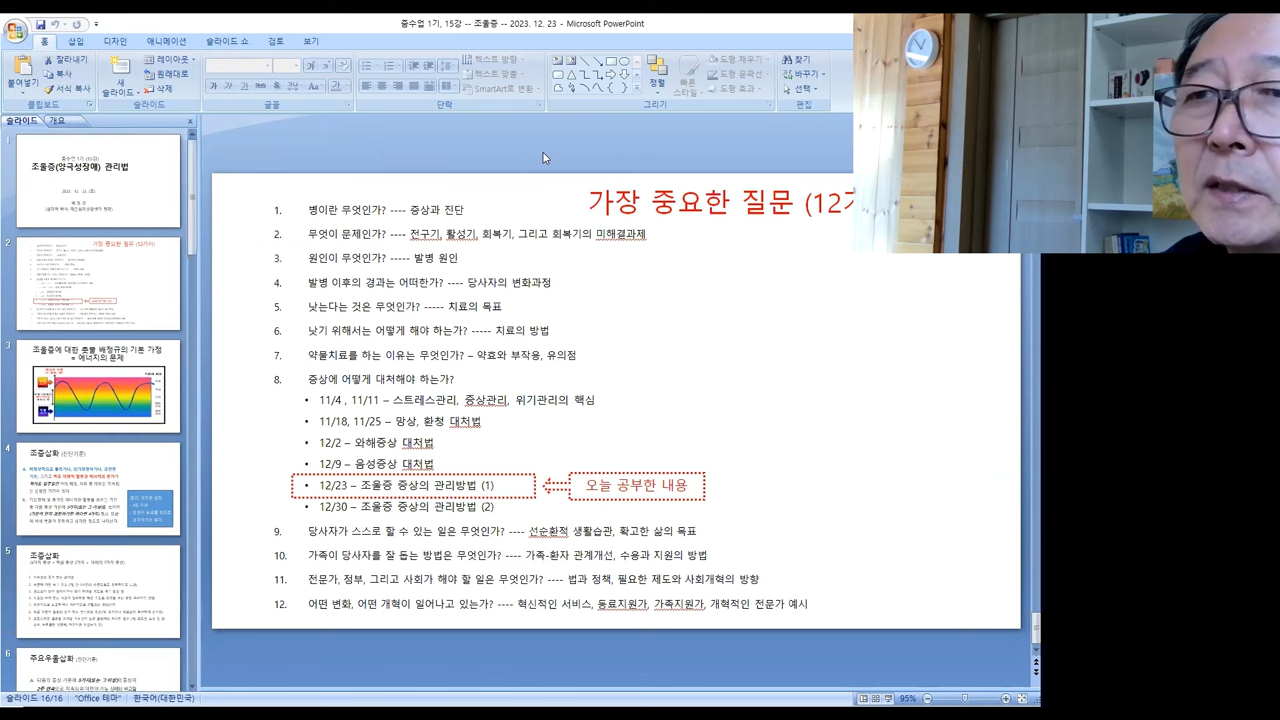 중수업 1기, 15강 -- 조울증 -- 2023. 12. 23 - Microsoft PowerPoint
홈 삽입 디자인 애니메이션 슬라이드 쇼 검토 보기
붙여넣기
잘라내기
복사
서식 복사
클립보드
새 슬라이드
레이아웃
원래대로
삭제
슬라이드
글꼴
텍스트 방향
텍스트 맞춤
SmartArt로 변환
단락
정렬
빠른 스타일
도형 채우기
도형 윤곽선
도형 효과
그리기
찾기
바꾸기
선택
편집
슬라이드 개요
1
조울증(양극성장애) 관리법
2
가장 중요한 질문 (12가지)
3
조울증에 대한 촛불 배정규의 기본 가정
= 에너지의 문제
4
조증삽화 (진단기준)
5
조증삽화
6
주요우울삽화 (진단기준)
가장 중요한 질문 (12
1. 병이란 무엇인가? ---- 증상과 진단
2. 무엇이 문제인가? ---- 전구기, 활성기, 회복기, 그리고 회복기의 미해결과제
3. 원인이 무엇인가? ----- 발병 원인
4. 발병 이후의 경과는 어떠한가? ---- 당사자의 변화과정
5. 낫는다는 것은 무엇인가? ----- 치료의 목표
6. 낫기 위해서는 어떻게 해야 하는가? ----- 치료의 방법
7. 약물치료를 하는 이유는 무엇인가? – 약효와 부작용, 유의점
8. 증상에 어떻게 대처해야 하는가?
• 11/4 , 11/11 – 스트레스관리, 증상관리, 위기관리의 핵심
• 11/18, 11/25 – 망상, 환청 대처법
• 12/2 – 와해증상 대처법
• 12/9 – 음성증상 대처법
• 12/23 – 조울증 증상의 관리방법 (1) 오늘 공부한 내용
• 12/30 – 조울증 증상의 관리방법 (2)
9. 당사자가 스스로 할 수 있는 일은 무엇인가? ---- 선순환적 생활습관, 확고한 삶의 목표
10. 가족이 당사자를 잘 돕는 방법은 무엇인가? ---- 가족-환자 관계개선, 수용과 지원의 방법
11. 전문가, 정부, 그리고 사회가 해야 할 일은 무엇인가? ---- 법과 정책, 필요한 제도와 사회개혁의 방향
12. 어떤 변화, 어떤 개혁이 일어나고 있는가? ---- 혁신적인 서비스, 동료지원가, 가족지원가, 개혁적인 전문가 예시
슬라이드 16/16 "Office 테마" 한국어(대한민국) 95%